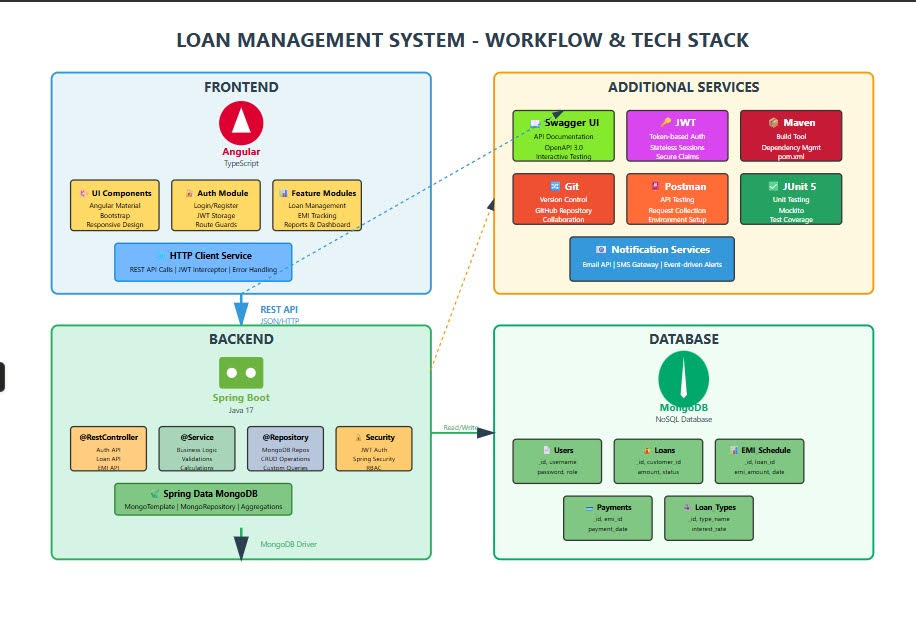 LOAN MANAGEMENT SYSTEM - WORKFLOW & TECH STACK
FRONTEND
Angular
TypeScript
UI Components
Angular Material
Bootstrap
Responsive Design
Auth Module
Login/Register
JWT Storage
Route Guards
Feature Modules
Loan Management
EMI Tracking
Reports & Dashboard
HTTP Client Service
REST API Calls | JWT Interceptor | Error Handling
REST API
JSON/HTTP
ADDITIONAL SERVICES
Swagger UI
API Documentation
OpenAPI 3.0
Interactive Testing
JWT
Token-based Auth
Stateless Sessions
Secure Claims
Maven
Build Tool
Dependency Mgmt
pom.xml
Git
Version Control
GitHub Repository
Collaboration
Postman
API Testing
Request Collection
Environment Setup
JUnit 5
Unit Testing
Mockito
Test Coverage
Notification Services
Email API | SMS Gateway | Event-driven Alerts
BACKEND
Spring Boot
Java 17
@RestController
Auth API
Loan API
EMI API
@Service
Business Logic
Validations
Calculations
@Repository
MongoDB Repos
CRUD Operations
Custom Queries
Security
JWT Auth
Spring Security
RBAC
Spring Data MongoDB
MongoTemplate | MongoRepository | Aggregations
MongoDB Driver
Read/Write
DATABASE
MongoDB
NoSQL Database
Users
_id, username
password, role
Loans
_id, customer_id
amount, status
EMI_Schedule
_id, loan_id
emi_amount, date
Payments
_id, emi_id
payment_date
Loan_Types
_id, type_name
interest_rate